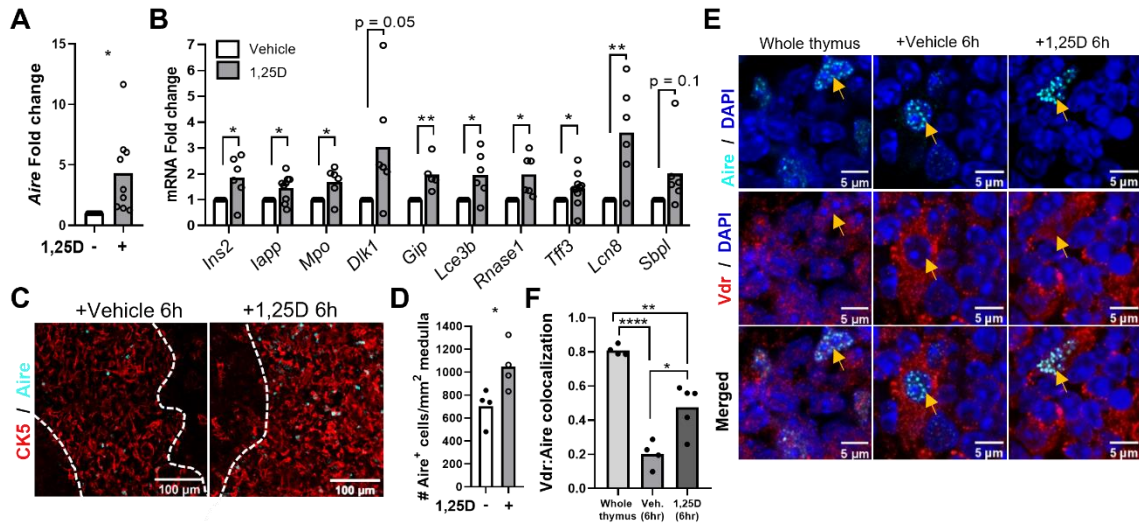 A
Aire Fold change
15
10
5
0
*
1,25D - +
B
mRNA Fold change
8
7
6
5
4
3
2
1
0
Vehicle
1,25D
*
*
*
p = 0.05
**
*
*
*
**
p = 0.1
Ins2
Iapp
Mpo
Dlk1
Gip
Lce3b
Rnase1
Tff3
Lcn8
Sbpl
C
+Vehicle 6h
+1,25D 6h
CK5 / Aire
100 µm
100 µm
D
# Aire+ cells/mm2 medulla
1400
1200
1000
800
600
400
200
0
*
1,25D - +
F
Vdr:Aire colocalization
1.0
0.8
0.6
0.4
0.2
0.0
**
****
*
Whole thymus
Veh. (6hr)
1,25D (6hr)
E
Whole thymus
+Vehicle 6h
+1,25D 6h
Aire / DAPI
5 µm
5 µm
5 µm
Vdr / DAPI
5 µm
5 µm
5 µm
Merged
5 µm
5 µm
5 µm